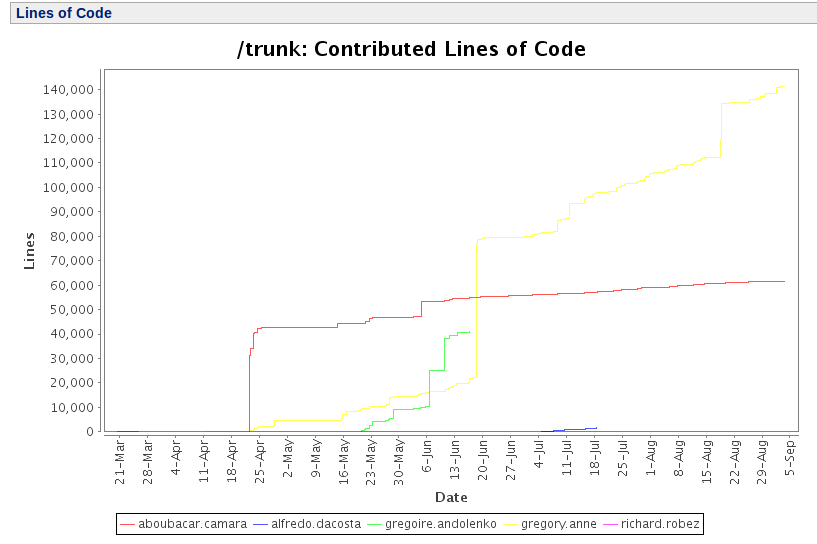 Lines of Code
/trunk: Contributed Lines of Code
140,000
130,000
120,000
110,000
100,000
90,000
80,000
70,000
60,000
50,000
40,000
30,000
20,000
10,000
0
Lines
21-Mar
28-Mar
4-Apr
11-Apr
18-Apr
25-Apr
2-May
9-May
16-May
23-May
30-May
6-Jun
13-Jun
20-Jun
27-Jun
4-Jul
11-Jul
18-Jul
25-Jul
1-Aug
8-Aug
15-Aug
22-Aug
29-Aug
5-Sep
Date
aboubacar.camara alfredo.dacosta gregoire.andolenko gregory.anne richard.robez